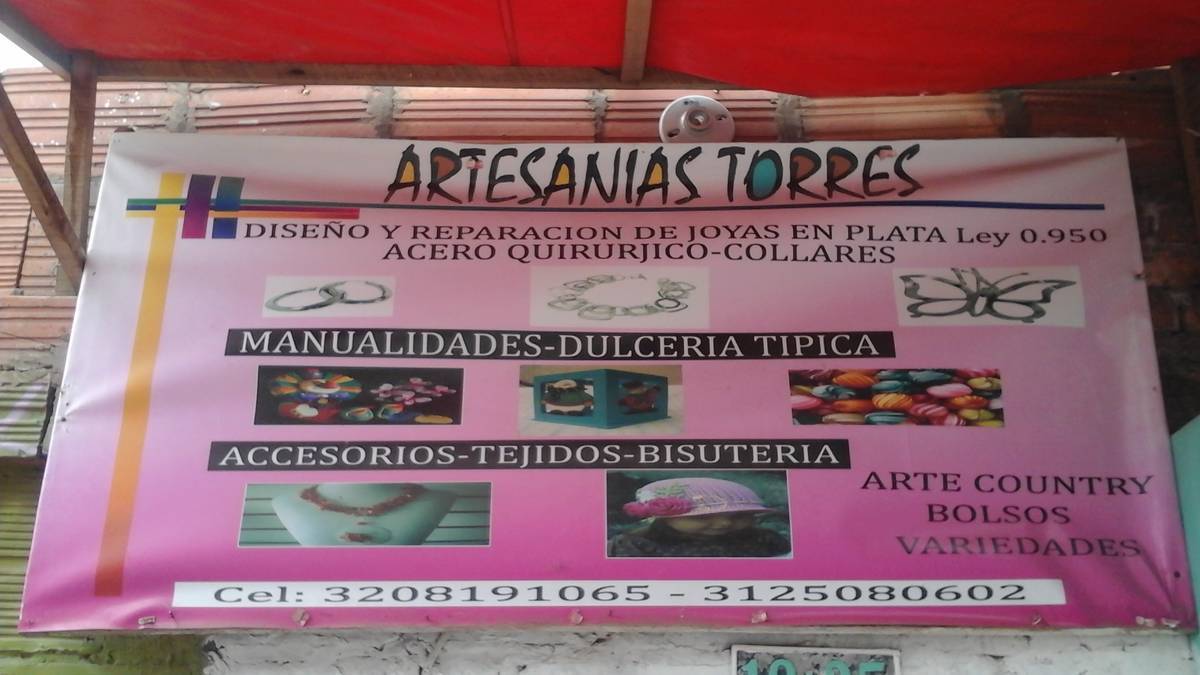 ARTESANIAS TORRES
DISEÑO Y REPARACION DE JOYAS EN PLATA Ley 0.950
ACERO QUIRURJICO-COLLARES
MANUALIDADES-DULCERIA TIPICA
ACCESORIOS-TEJIDOS-BISUTERIA
ARTE COUNTRY
BOLSOS
VARIEDADES
Cel: 3208191065 - 3125080602